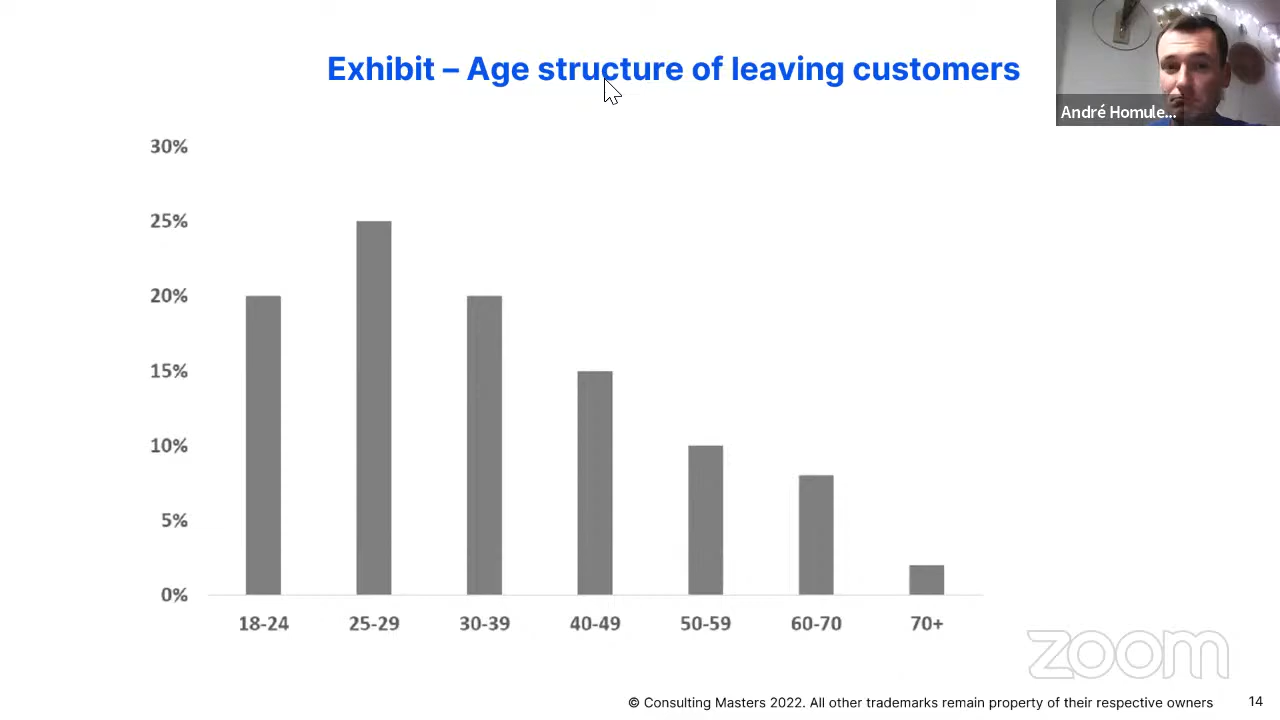 Exhibit – Age structure of leaving customers
André Homule...
30%
25%
20%
15%
10%
5%
0%
18-24 25-29 30-39 40-49 50-59 60-70 70+
zoom
© Consulting Masters 2022. All other trademarks remain property of their respective owners 14